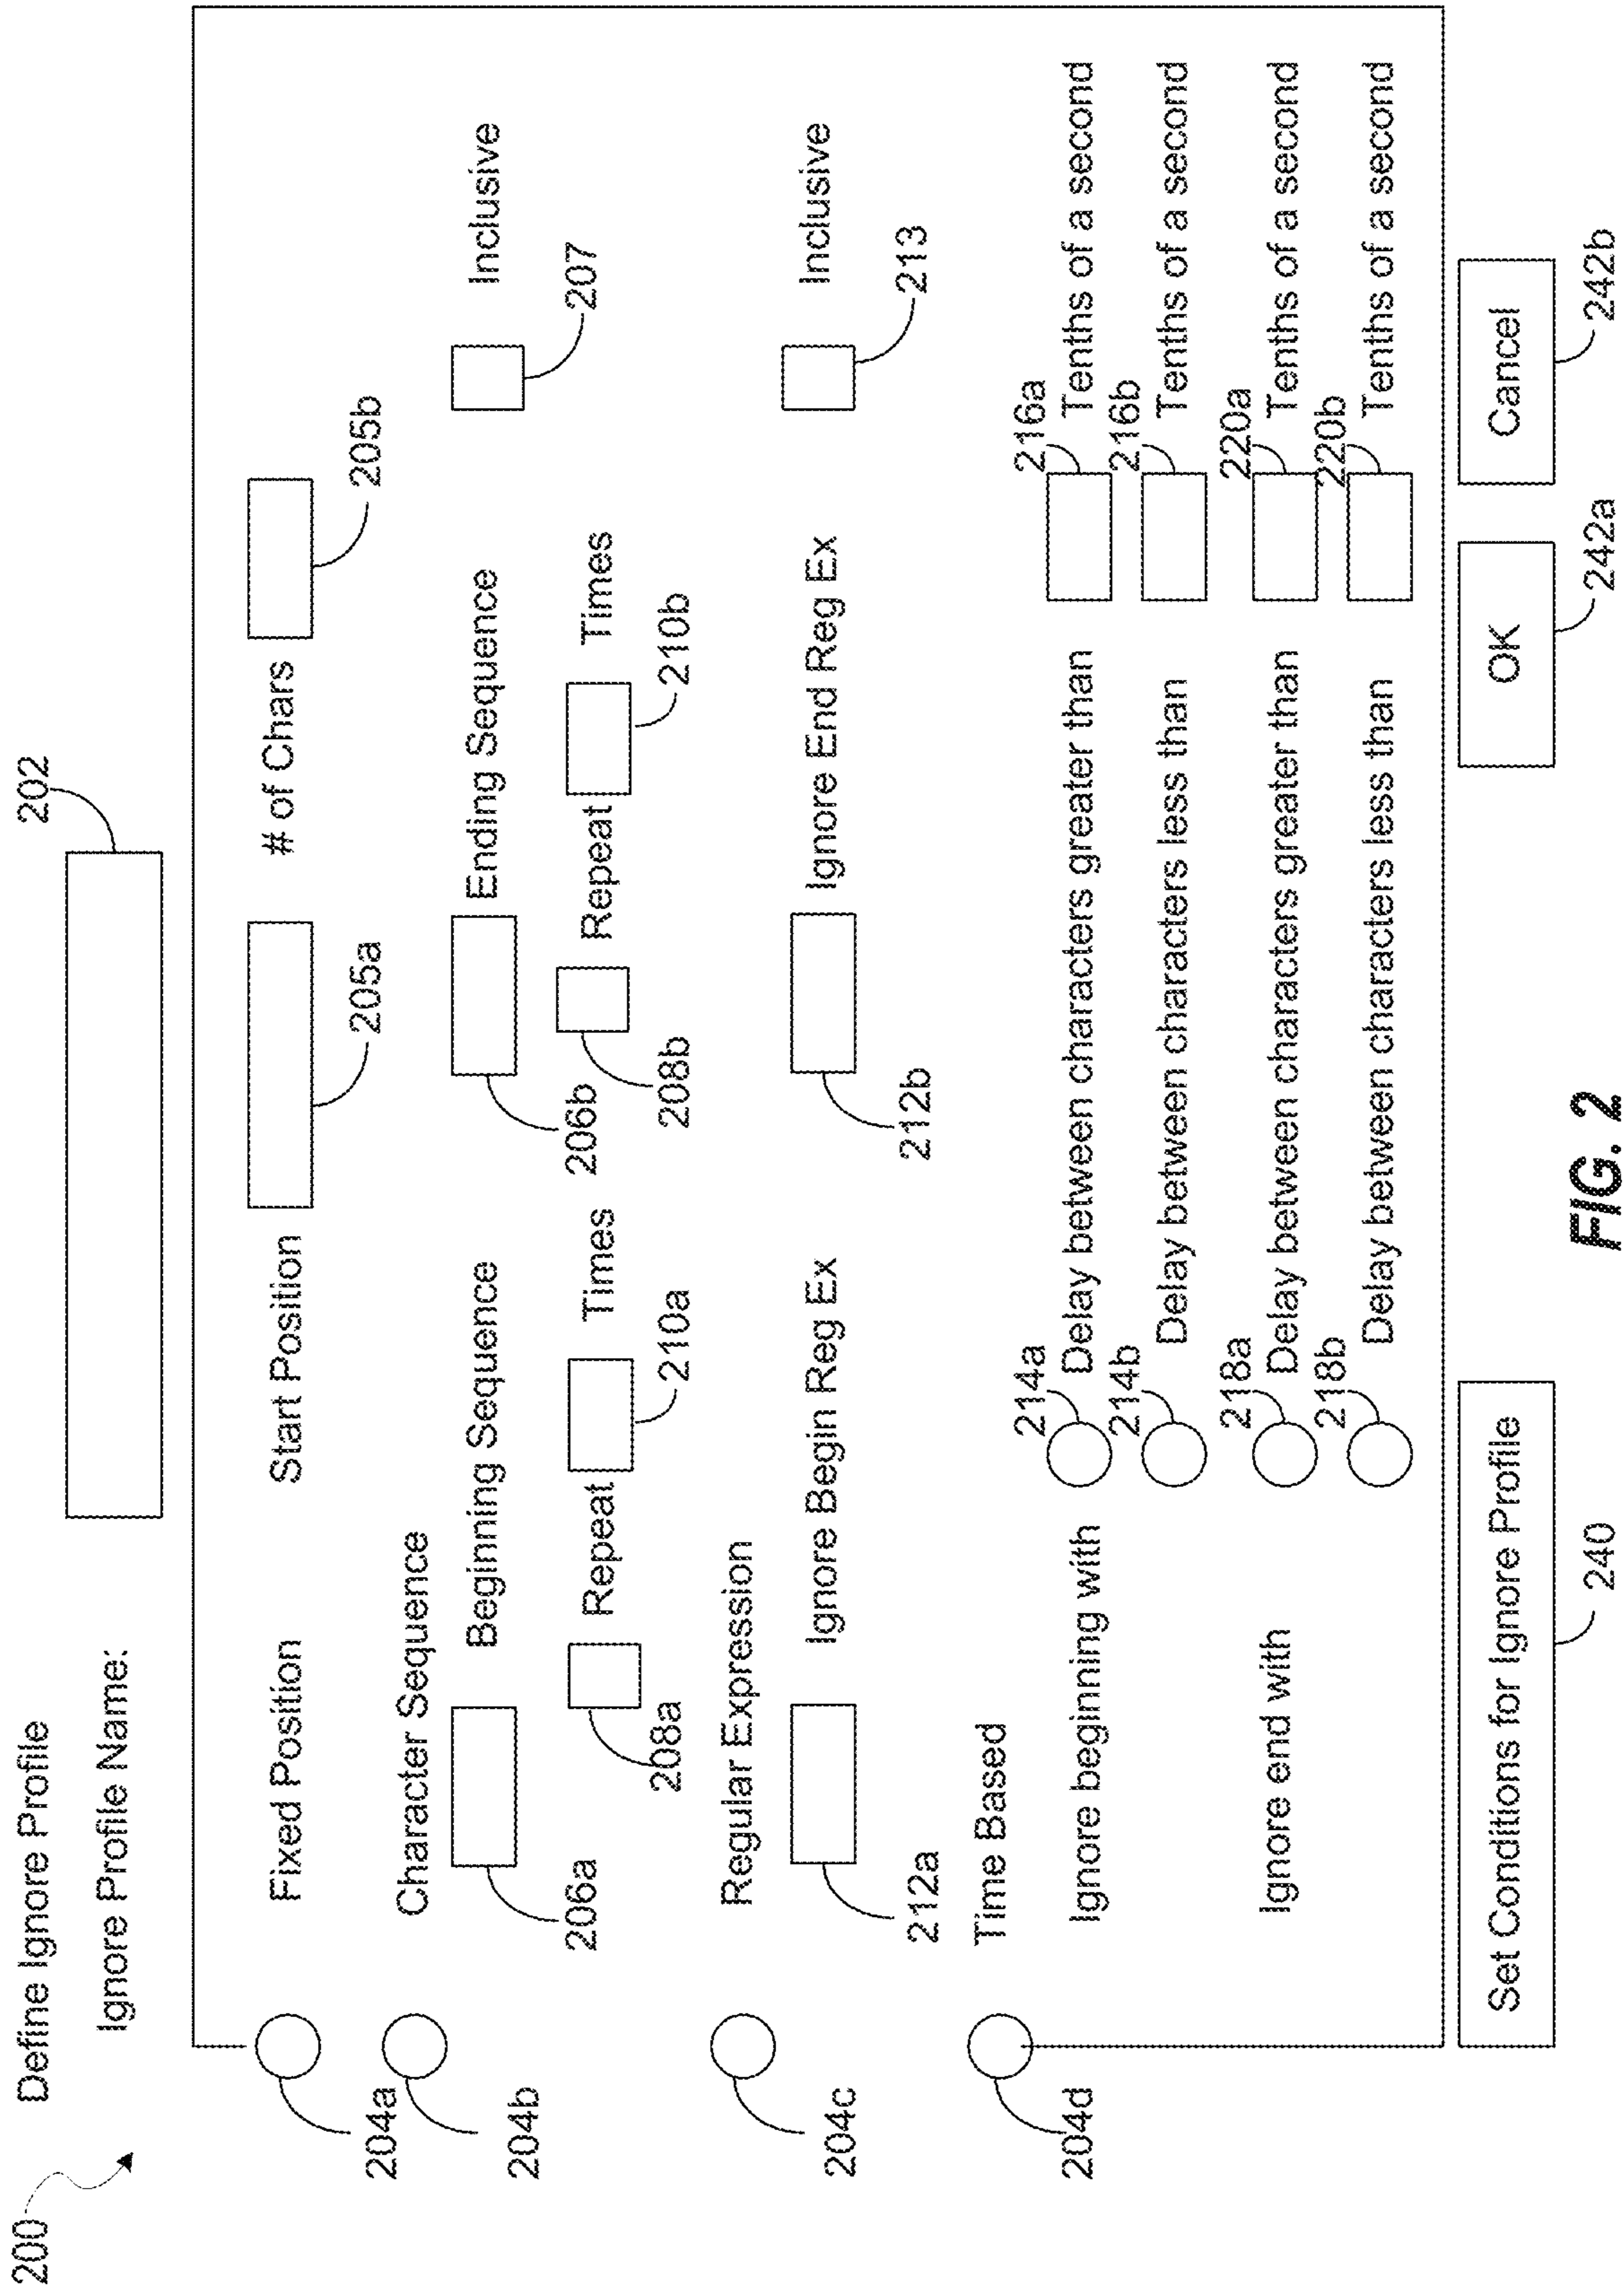 200
Define Ignore Profile
202
Ignore Profile Name:
204a
Fixed Position
Start Position
205a
# of Chars
205b
204b
Character Sequence
206a
Beginning Sequence
206b
Ending Sequence
Inclusive
207
208a
Repeat
210a
Times
208b
Repeat
210b
Times
204c
Regular Expression
212a
Ignore Begin Reg Ex
212b
Ignore End Reg Ex
Inclusive
213
204d
Time Based
Ignore beginning with
214a
Delay between characters greater than
216a
Tenths of a second
214b
Delay between characters less than
216b
Tenths of a second
Ignore end with
218a
Delay between characters greater than
220a
Tenths of a second
218b
Delay between characters less than
220b
Tenths of a second
Set Conditions for Ignore Profile
OK
Cancel
240
242a
242b
FIG. 2